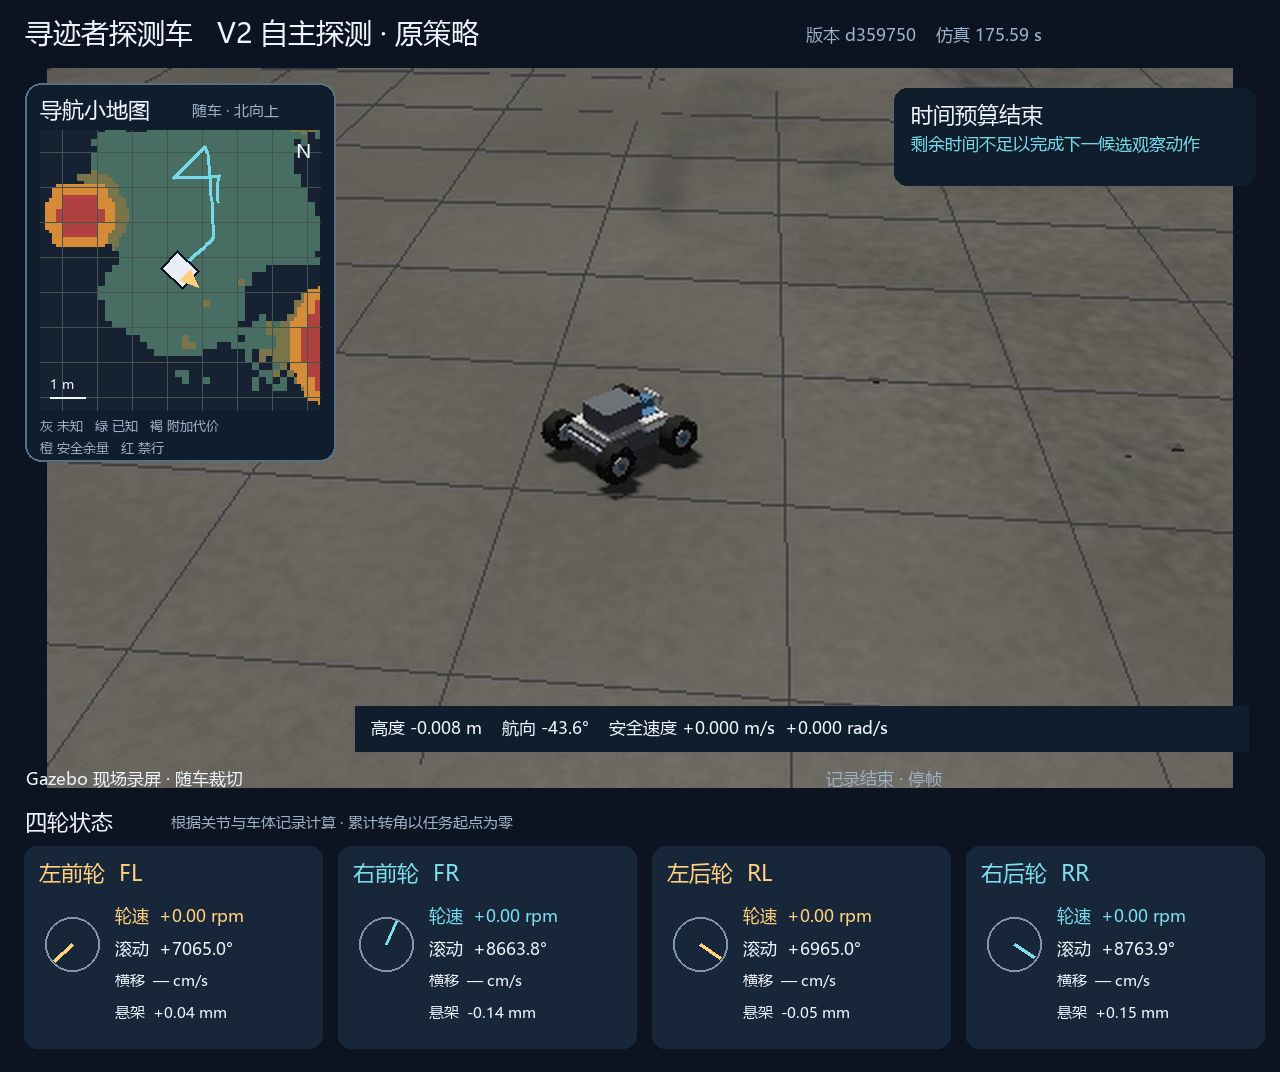 寻迹者探测车 V2 自主探测 · 原策略
版本 d359750 仿真 175.59 s
导航小地图 随车 · 北向上
N
1 m
灰 未知 绿 已知 褐 附加代价
橙 安全余量 红 禁行
时间预算结束
剩余时间不足以完成下一候选观察动作
高度 -0.008 m 航向 -43.6° 安全速度 +0.000 m/s +0.000 rad/s
Gazebo 现场录屏 · 随车裁切
记录结束 · 停帧
四轮状态 根据关节与车体记录计算 · 累计转角以任务起点为零
左前轮 FL
轮速 +0.00 rpm
滚动 +7065.0°
横移 — cm/s
悬架 +0.04 mm
右前轮 FR
轮速 +0.00 rpm
滚动 +8663.8°
横移 — cm/s
悬架 -0.14 mm
左后轮 RL
轮速 +0.00 rpm
滚动 +6965.0°
横移 — cm/s
悬架 -0.05 mm
右后轮 RR
轮速 +0.00 rpm
滚动 +8763.9°
横移 — cm/s
悬架 +0.15 mm